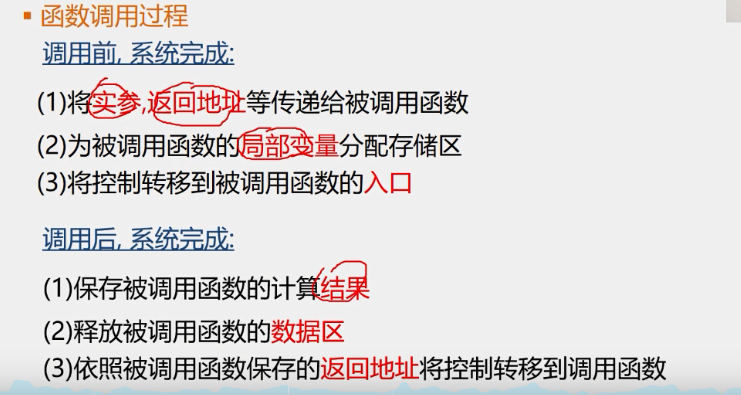 ▪ 函数调用过程
调用前, 系统完成:
(1)将实参,返回地址等传递给被调用函数
(2)为被调用函数的局部变量分配存储区
(3)将控制转移到被调用函数的入口
调用后, 系统完成:
(1)保存被调用函数的计算结果
(2)释放被调用函数的数据区
(3)依照被调用函数保存的返回地址将控制转移到调用函数